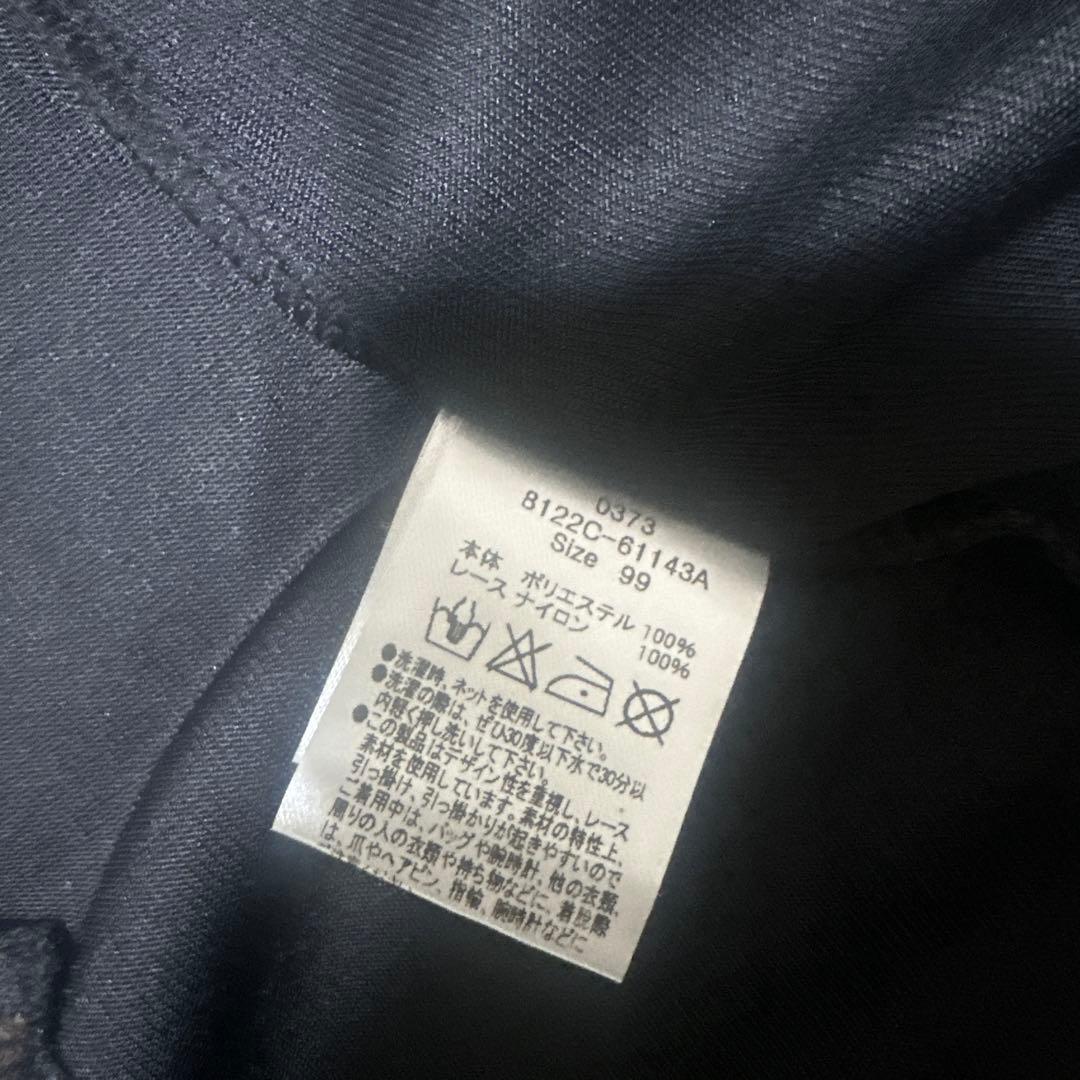 0373
8122C-61143A
Size 99
本体 ポリエステル 100%
レース ナイロン 100%
●洗濯時、ネットを使用して下さい。
●洗濯の際は、ぜひ30度以下水で30分以
内軽く押し洗いして下さい。
●この製品はデザイン性を重視し、レース
素材を使用しています。素材の特性上、
引っ掛け、引っ掛かりが起きやすいので
ご着用中は、バッグや腕時計、他の衣類、
周りの人の衣類や持ち物などに、着脱際
は、爪やヘアピン、指輪、腕時計などに